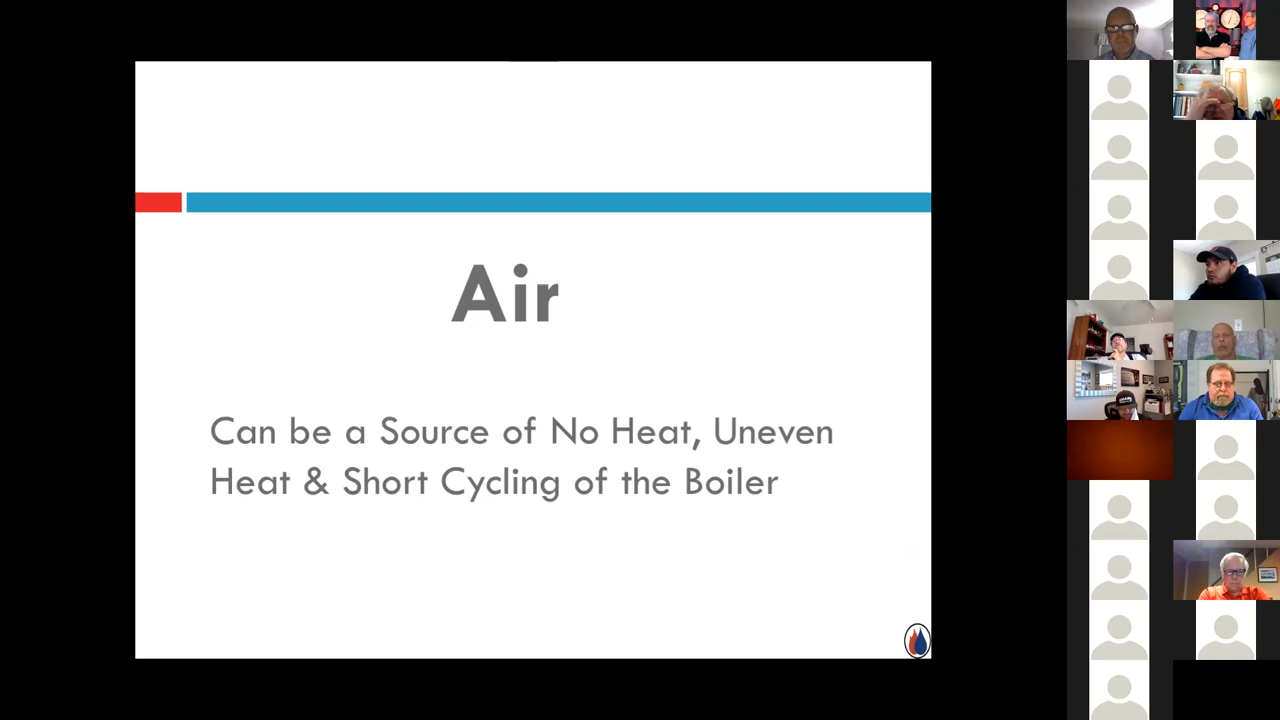 Air
Can be a Source of No Heat, Uneven
Heat & Short Cycling of the Boiler